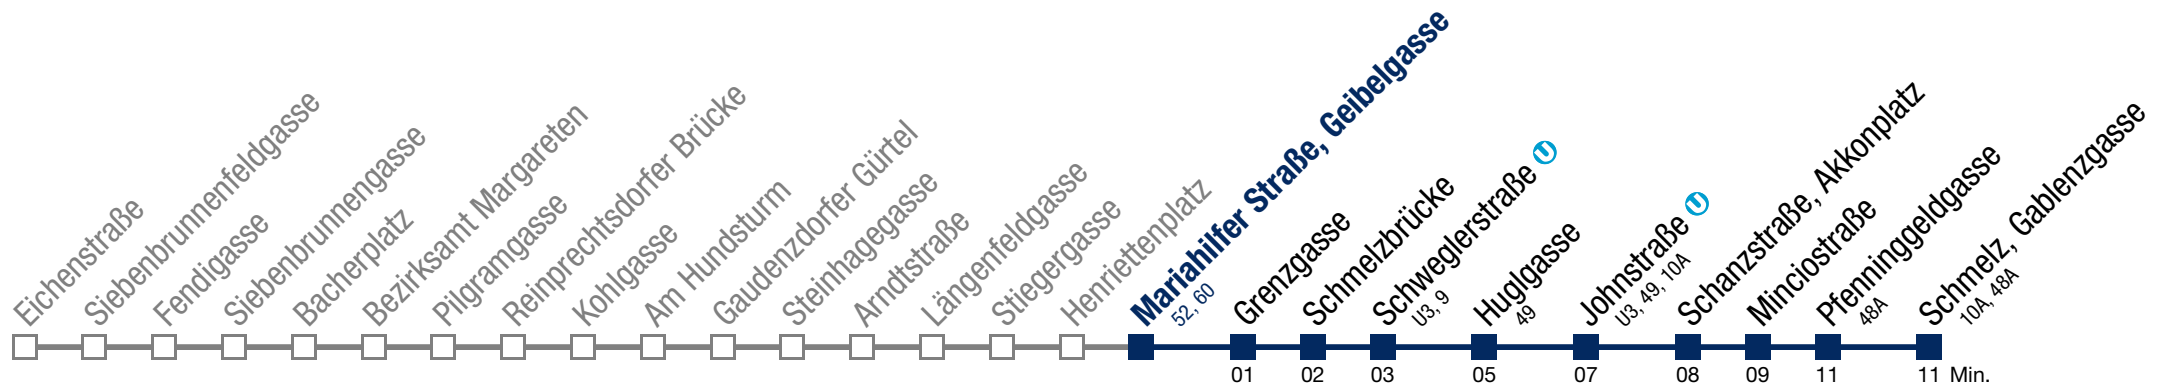 Eichenstraße
Siebenbrunnenfeldgasse
Fendigasse
Siebenbrunnengasse
Bacherplatz
Bezirksamt Margareten
Pilgramgasse
Reinprechtsdorfer Brücke
Kohlgasse
Am Hundsturm
Gaudenzdorfer Gürtel
Steinhagegasse
Arndtstraße
Längenfeldgasse
Stiegergasse
Henriettenplatz
Mariahilfer Straße, Geibelgasse
52, 60
Grenzgasse
Schmelzbrücke
Schweglerstraße U
U3, 9
Huglgasse
49
Johnstraße U
U3, 49, 10A
Schanzstraße, Akkonplatz
Minciostraße
Pfenninggeldgasse
48A
Schmelz, Gablenzgasse
10A, 48A
01 02 03 05 07 08 09 11 11 Min.